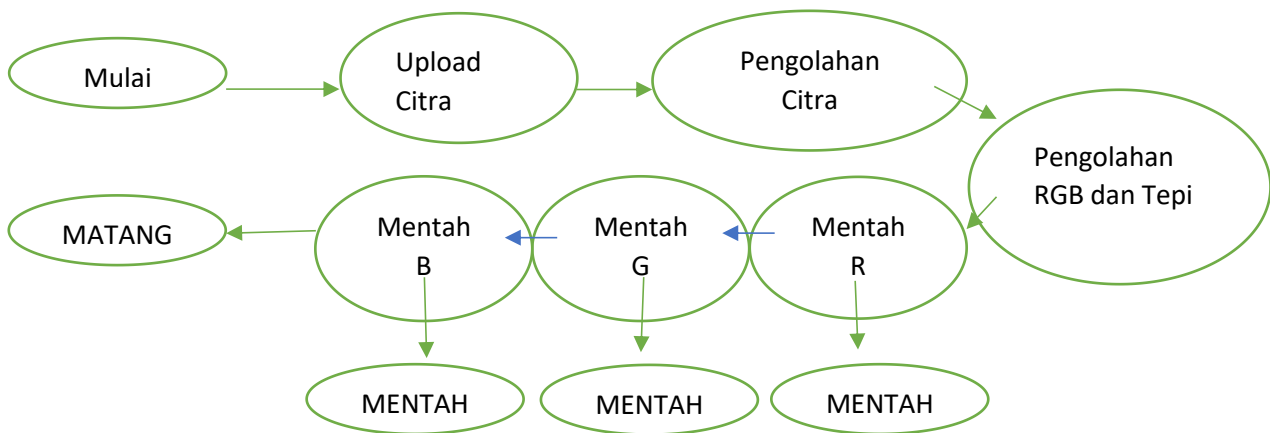 Mulai
Upload
Citra
Pengolahan
Citra
Pengolahan
RGB dan Tepi
Mentah
R
Mentah
G
Mentah
B
MATANG
MENTAH
MENTAH
MENTAH